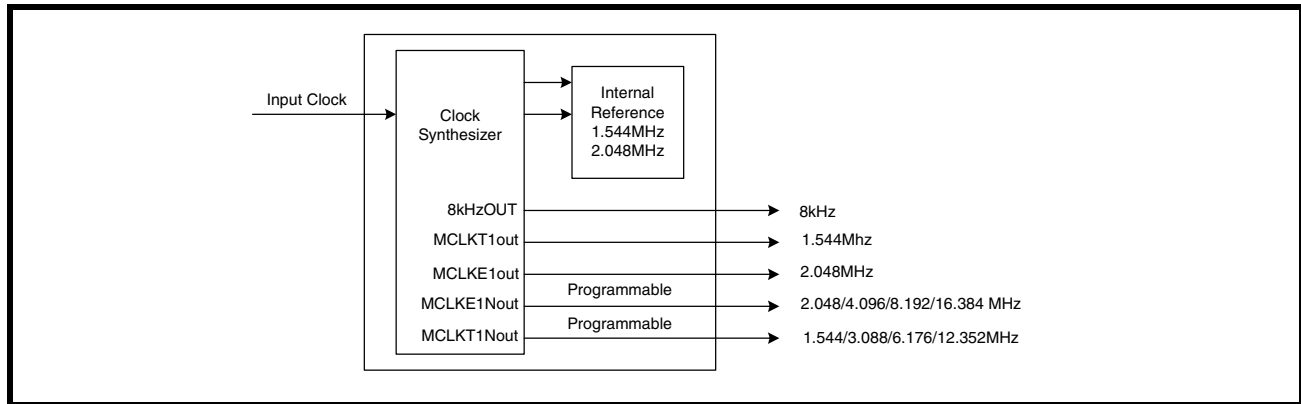 Input Clock
Clock
Synthesizer
Internal
Reference
1.544MHz
2.048MHz
8kHzOUT
8kHz
MCLKT1out
1.544Mhz
MCLKE1out
2.048MHz
MCLKE1Nout
Programmable
2.048/4.096/8.192/16.384 MHz
MCLKT1Nout
Programmable
1.544/3.088/6.176/12.352MHz